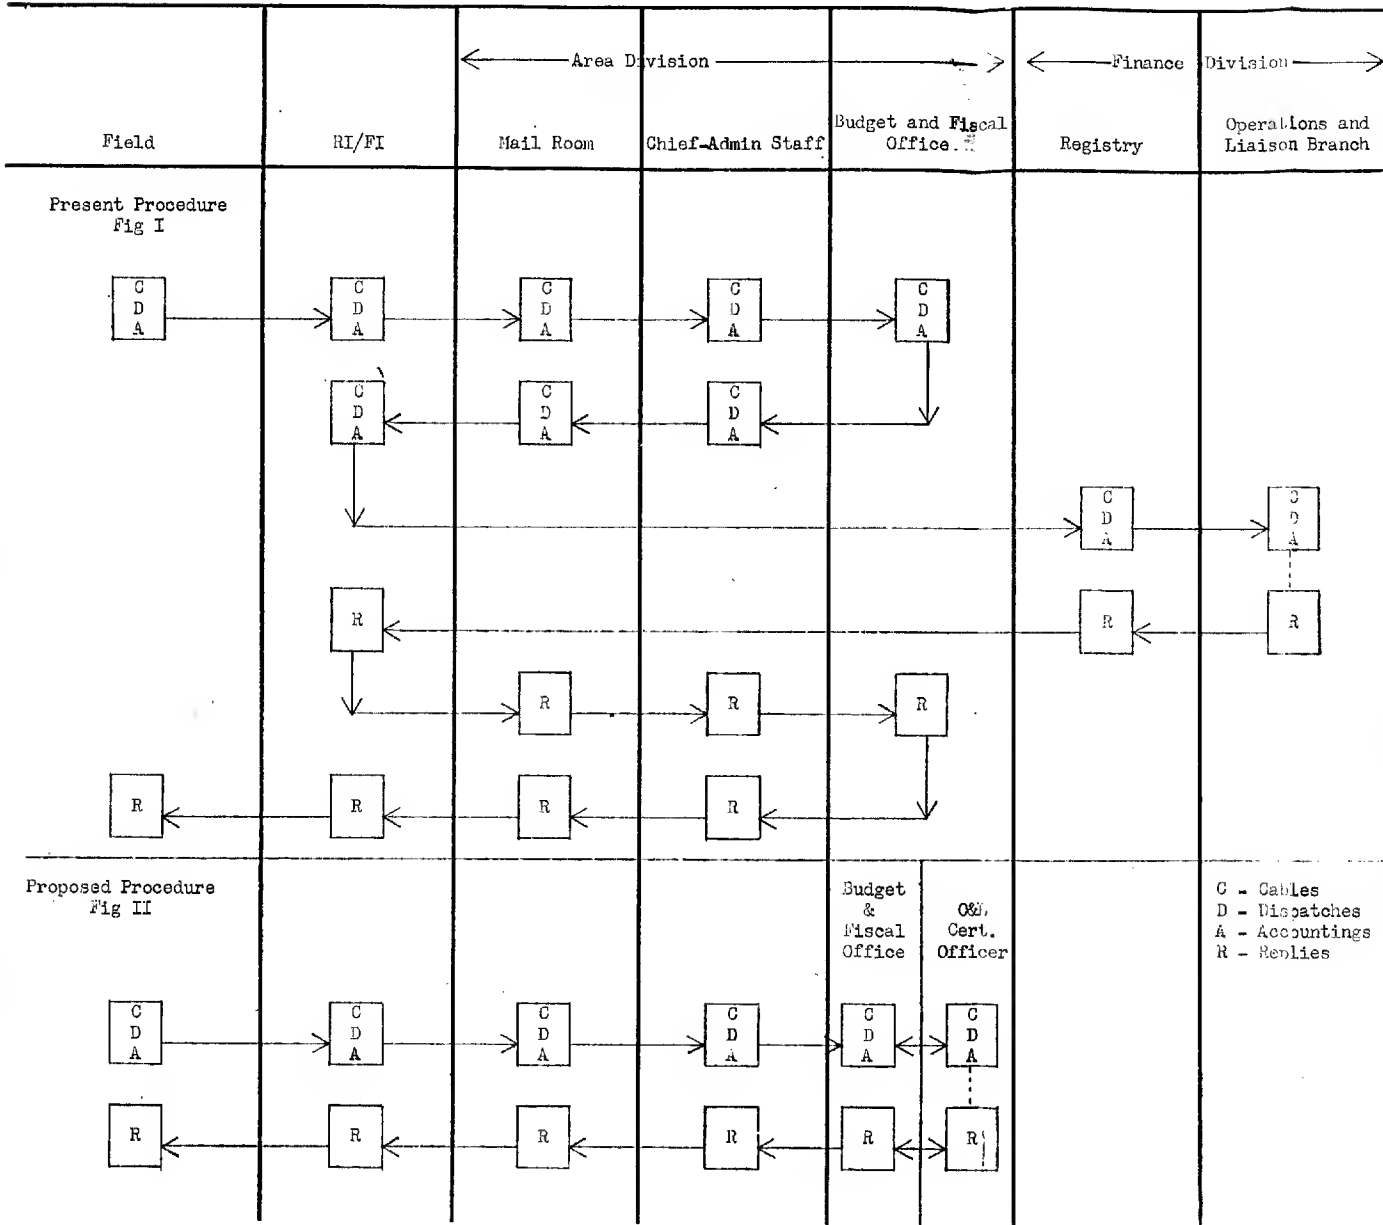 Area Division
Finance Division
Field
RI/FI
Mail Room
Chief-Admin Staff
Budget and Fiscal
Office.
Registry
Operations and
Liaison Branch
Present Procedure
Fig I
C C C C C
D D D D D
A A A A A
C C C
D D D
A A A
C C
D D
A A
R R R
R R R
R R R R
Proposed Procedure
Fig II
Budget
&
Fiscal
Office
O&L
Cert.
Officer
C - Cables
D - Dispatches
A - Accountings
R - Replies
C C C C C C
D D D D D D
A A A A A A
R R R R R R